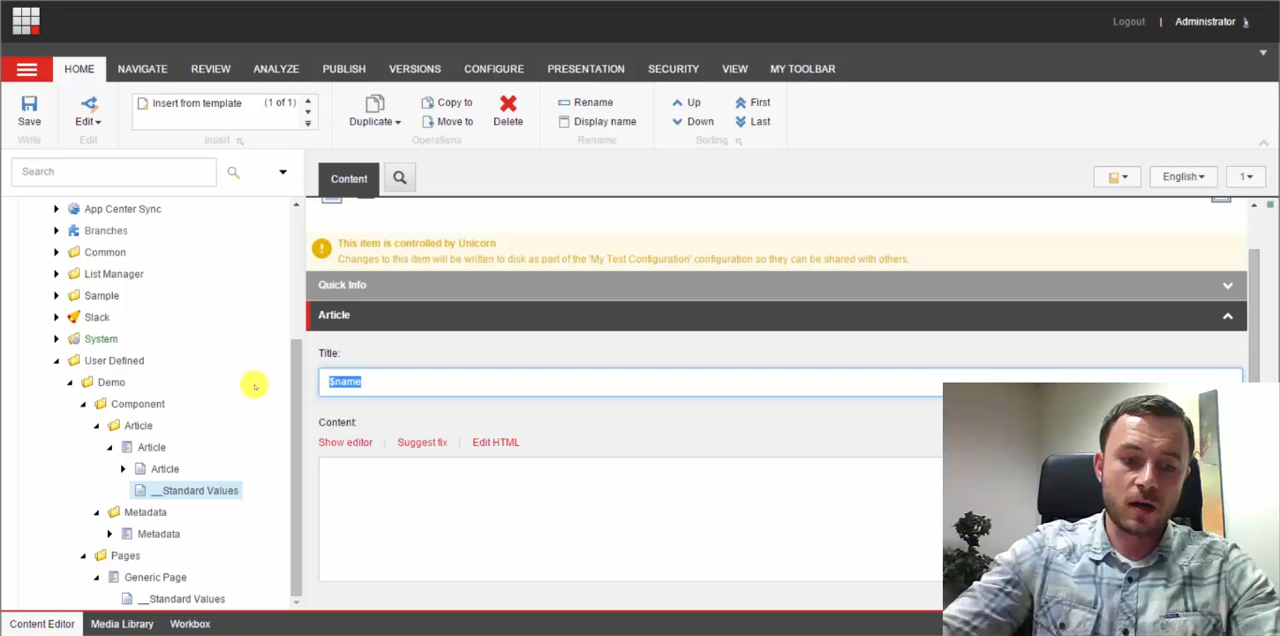 Logout | Administrator
HOME NAVIGATE REVIEW ANALYZE PUBLISH VERSIONS CONFIGURE PRESENTATION SECURITY VIEW MY TOOLBAR
Insert from template (1 of 1) Copy to Rename Up First
Save Edit Duplicate Move to Delete Display name Down Last
Write Edit Insert Operations Rename Sorting
Search
Content
English 1
App Center Sync
Branches
Common
List Manager
Sample
Slack
System
User Defined
Demo
Component
Article
Article
Article
__Standard Values
Metadata
Metadata
Pages
Generic Page
__Standard Values
This item is controlled by Unicorn
Changes to this item will be written to disk as part of the 'My Test Configuration' configuration so they can be shared with others.
Quick Info
Article
Title:
$name
Content:
Show editor | Suggest fix | Edit HTML
Content Editor Media Library Workbox